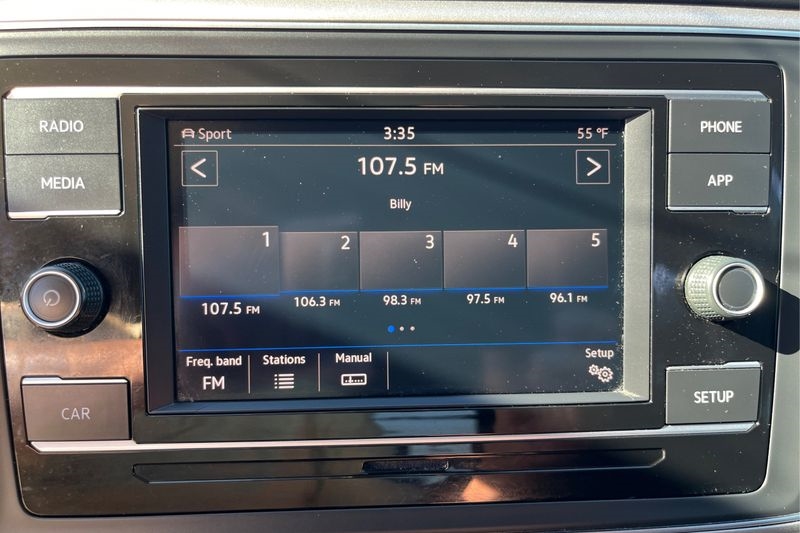 RADIO
MEDIA
CAR
Sport 3:35 55 °F
< 107.5 FM >
Billy
1 2 3 4 5
107.5 FM 106.3 FM 98.3 FM 97.5 FM 96.1 FM
Freq. band Stations Manual Setup
FM
PHONE
APP
SETUP